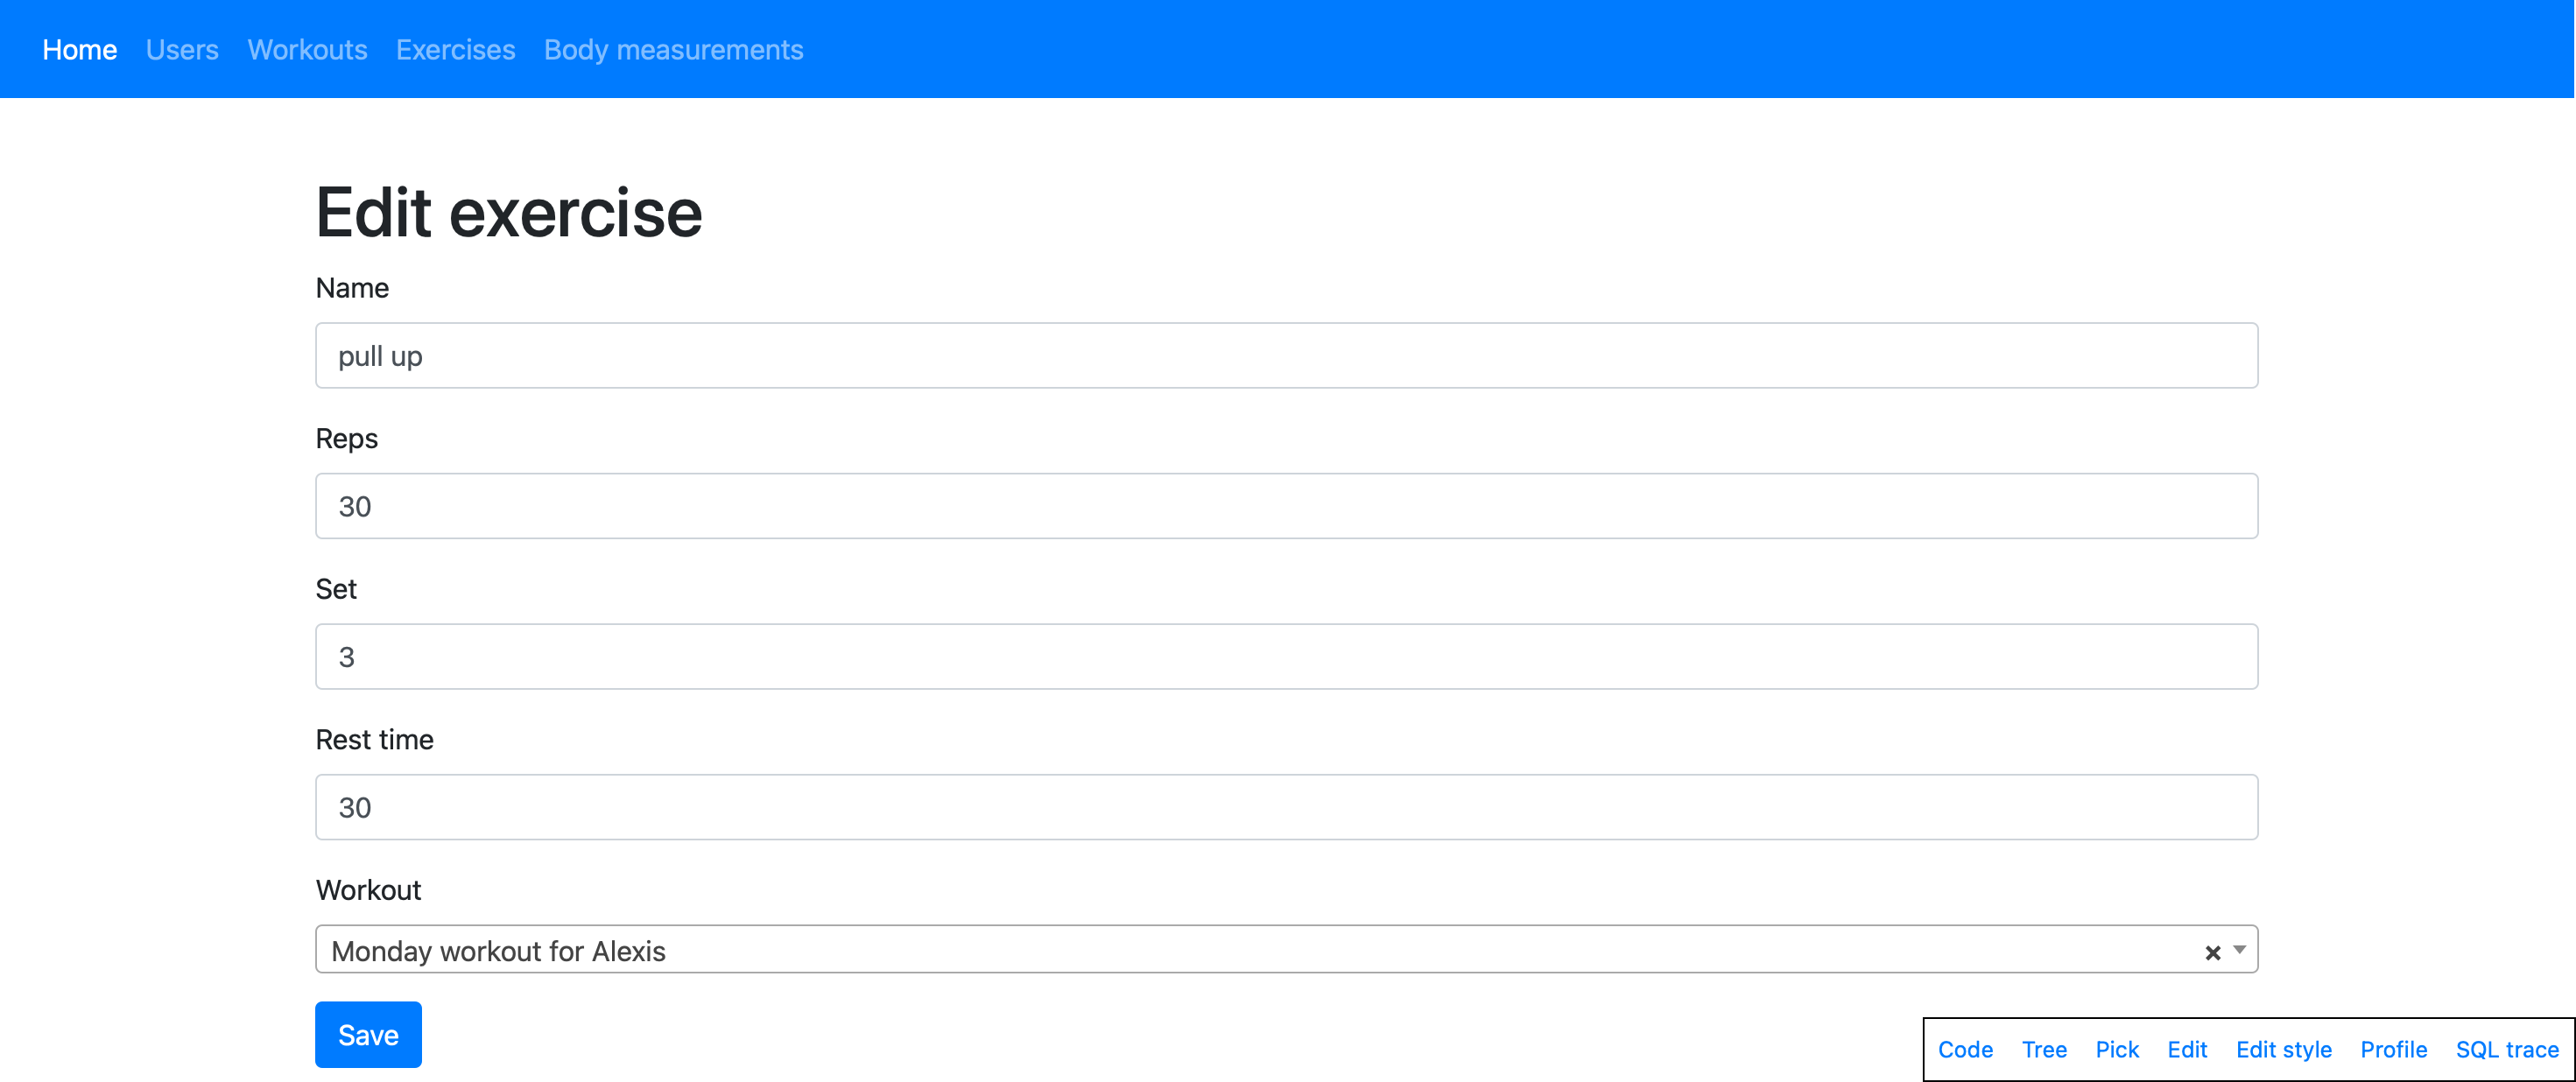 Home Users Workouts Exercises Body measurements
Edit exercise
Name
pull up
Reps
30
Set
3
Rest time
30
Workout
Monday workout for Alexis × 
Save
Code Tree Pick Edit Edit style Profile SQL trace